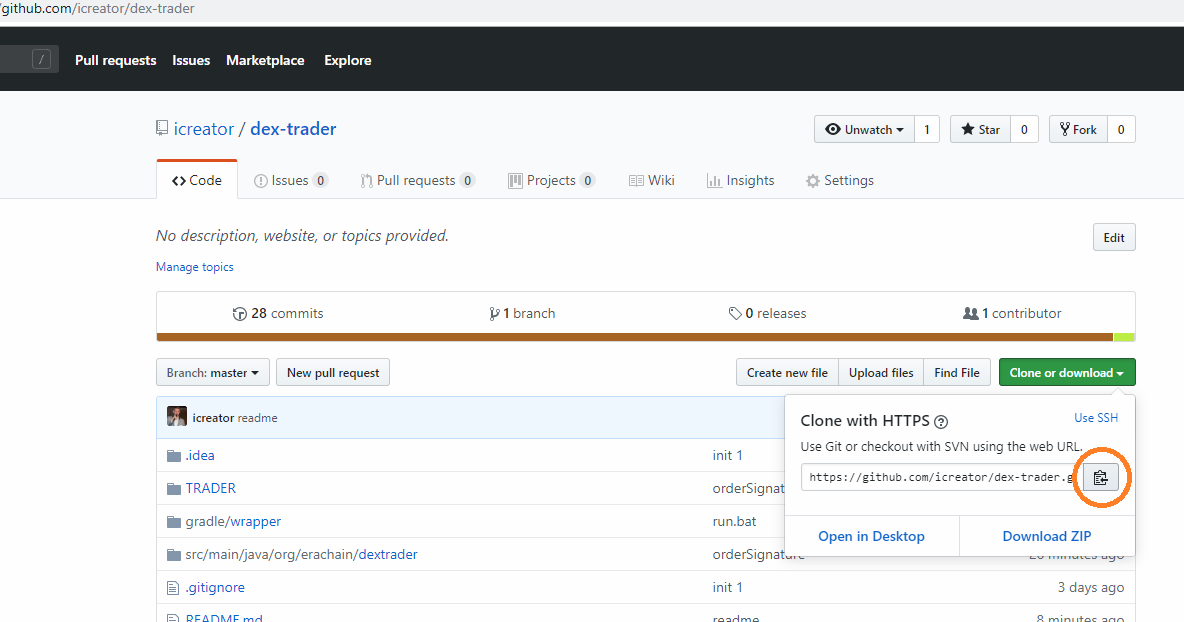 /github.com/icreator/dex-trader
/ Pull requests Issues Marketplace Explore
icreator / dex-trader Unwatch 1 Star 0 Fork 0
Code Issues 0 Pull requests 0 Projects 0 Wiki Insights Settings
No description, website, or topics provided. Edit
Manage topics
28 commits 1 branch 0 releases 1 contributor
Branch: master New pull request Create new file Upload files Find File Clone or download
icreator readme
Clone with HTTPS Use SSH
Use Git or checkout with SVN using the web URL.
https://github.com/icreator/dex-trader.g
Open in Desktop Download ZIP
.idea init 1
TRADER orderSignat
gradle/wrapper run.bat
src/main/java/org/erachain/dextrader orderSignature 20 minutes ago
.gitignore init 1 3 days ago
README.md readme 8 minutes ago